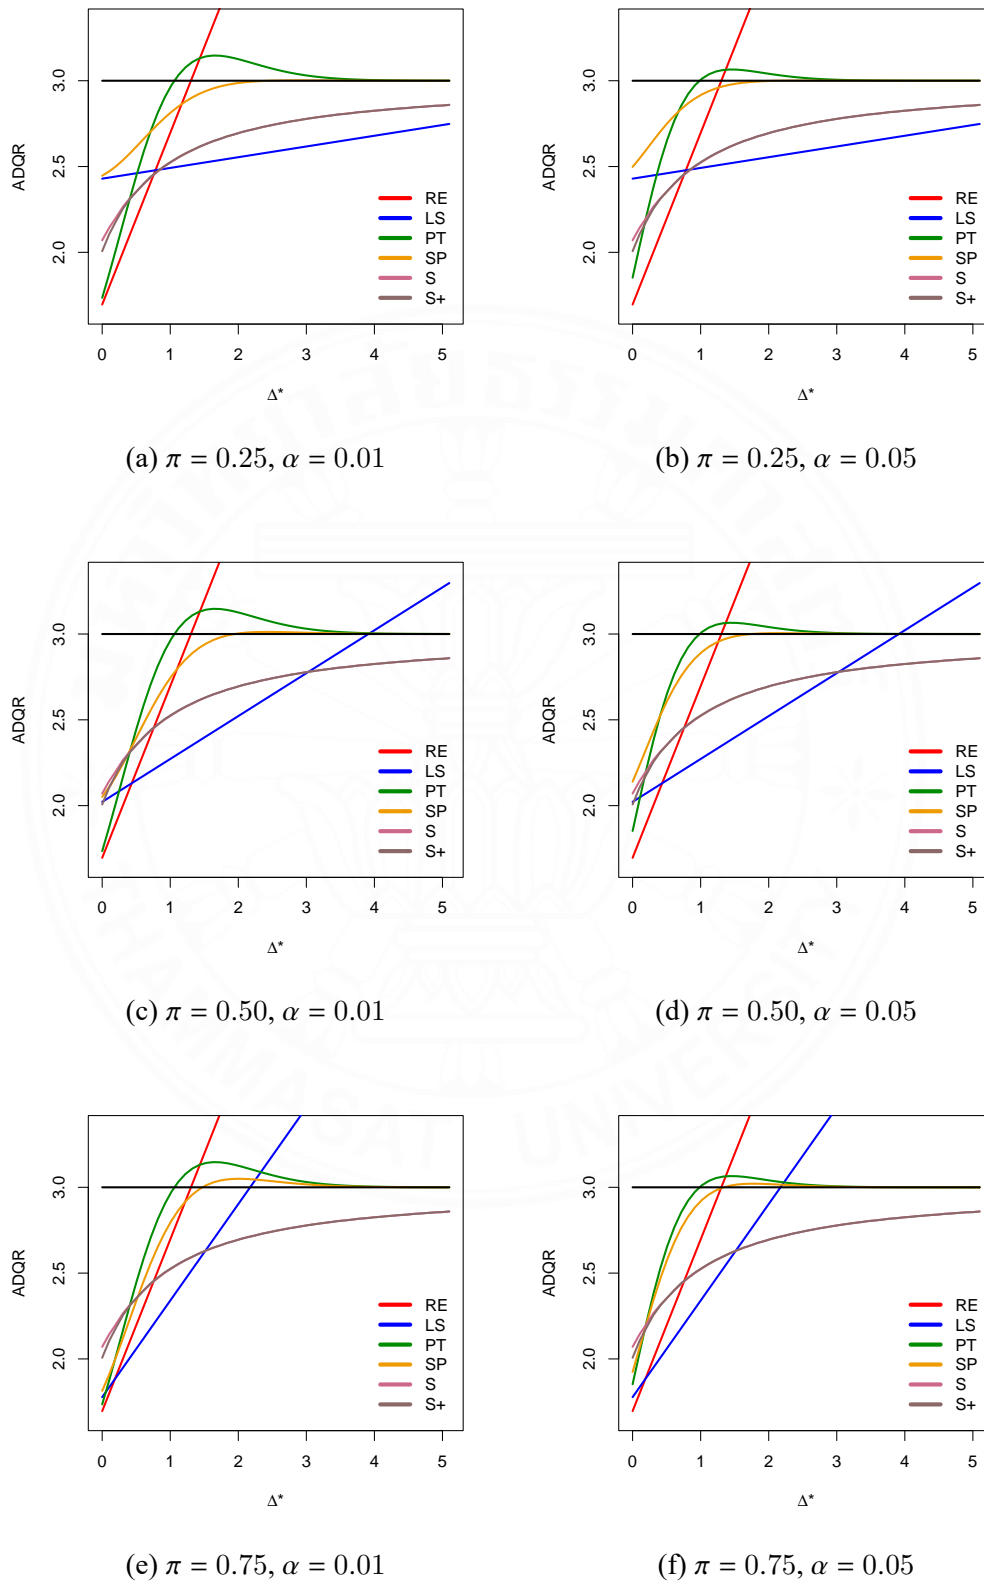 3.0
2.5
2.0
ADQR
RE
LS
PT
SP
S
S+
0 1 2 3 4 5
Δ*
(a) π = 0.25, α = 0.01
3.0
2.5
2.0
ADQR
RE
LS
PT
SP
S
S+
0 1 2 3 4 5
Δ*
(b) π = 0.25, α = 0.05
3.0
2.5
2.0
ADQR
RE
LS
PT
SP
S
S+
0 1 2 3 4 5
Δ*
(c) π = 0.50, α = 0.01
3.0
2.5
2.0
ADQR
RE
LS
PT
SP
S
S+
0 1 2 3 4 5
Δ*
(d) π = 0.50, α = 0.05
3.0
2.5
2.0
ADQR
RE
LS
PT
SP
S
S+
0 1 2 3 4 5
Δ*
(e) π = 0.75, α = 0.01
3.0
2.5
2.0
ADQR
RE
LS
PT
SP
S
S+
0 1 2 3 4 5
Δ*
(f) π = 0.75, α = 0.05
THAMMASAT UNIVERSITY